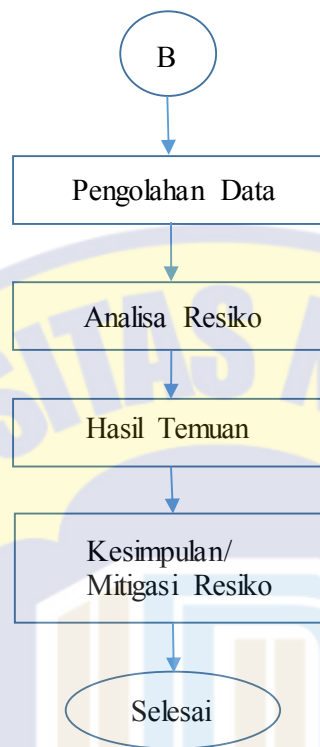 B
Pengolahan Data
Analisa Resiko
Hasil Temuan
Kesimpulan/
Mitigasi Resiko
Selesai